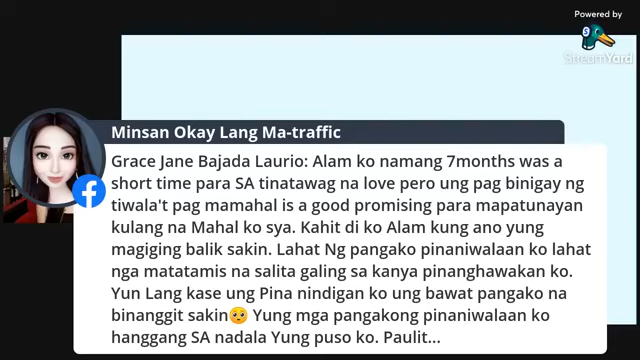 Powered by
StreamYard
Minsan Okay Lang Ma-traffic
Grace Jane Bajada Laurio: Alam ko namang 7months was a
short time para SA tinatawag na love pero ung pag binigay ng
tiwala't pag mamahal is a good promising para mapatunayan
kulang na Mahal ko sya. Kahit di ko Alam kung ano yung
magiging balik sakin. Lahat Ng pangako pinaniwalaan ko lahat
nga matatamis na salita galing sa kanya pinanghawakan ko.
Yun Lang kase ung Pina nindigan ko ung bawat pangako na
binanggit sakin🥺 Yung mga pangakong pinaniwalaan ko
hanggang SA nadala Yung puso ko. Paulit...